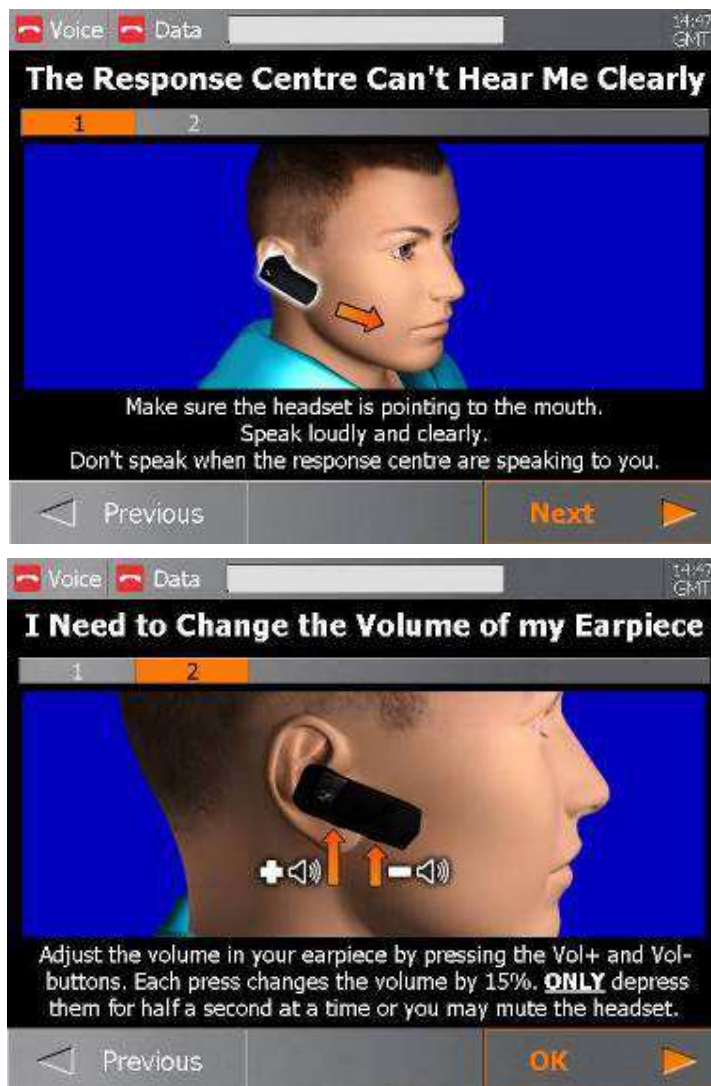 Voice Data 14:47
GMT
The Response Centre Can't Hear Me Clearly
1 2
Make sure the headset is pointing to the mouth.
Speak loudly and clearly.
Don't speak when the response centre are speaking to you.
Previous Next
Voice Data 14:47
GMT
I Need to Change the Volume of my Earpiece
1 2
Adjust the volume in your earpiece by pressing the Vol+ and Vol-
buttons. Each press changes the volume by 15%. ONLY depress
them for half a second at a time or you may mute the headset.
Previous OK